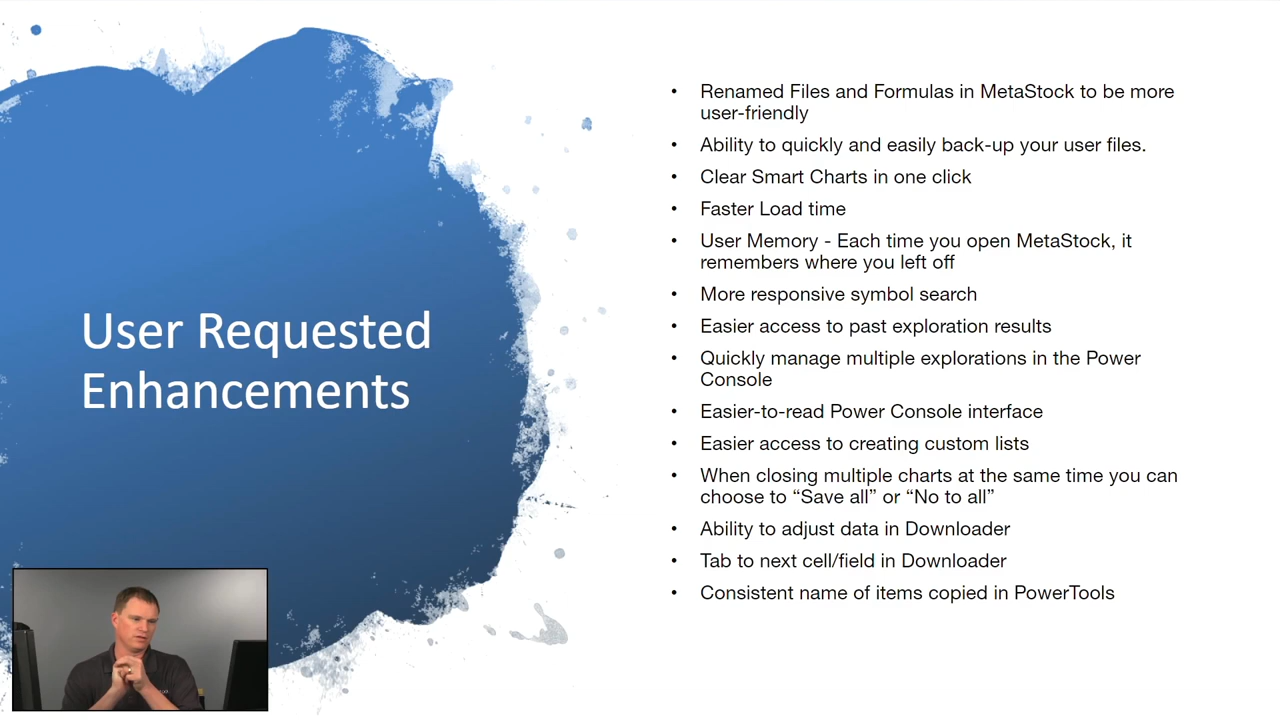 User Requested
Enhancements
• Renamed Files and Formulas in MetaStock to be more
user-friendly
• Ability to quickly and easily back-up your user files.
• Clear Smart Charts in one click
• Faster Load time
• User Memory - Each time you open MetaStock, it
remembers where you left off
• More responsive symbol search
• Easier access to past exploration results
• Quickly manage multiple explorations in the Power
Console
• Easier-to-read Power Console interface
• Easier access to creating custom lists
• When closing multiple charts at the same time you can
choose to “Save all” or “No to all”
• Ability to adjust data in Downloader
• Tab to next cell/field in Downloader
• Consistent name of items copied in PowerTools